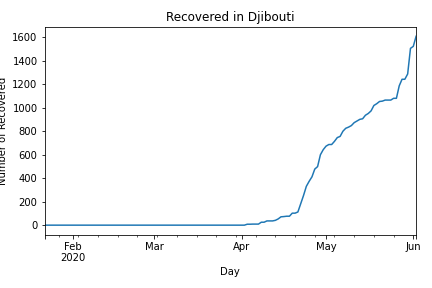 Recovered in Djibouti
Number of Recovered
1600
1400
1200
1000
800
600
400
200
0
Feb
2020
Mar
Apr
May
Jun
Day